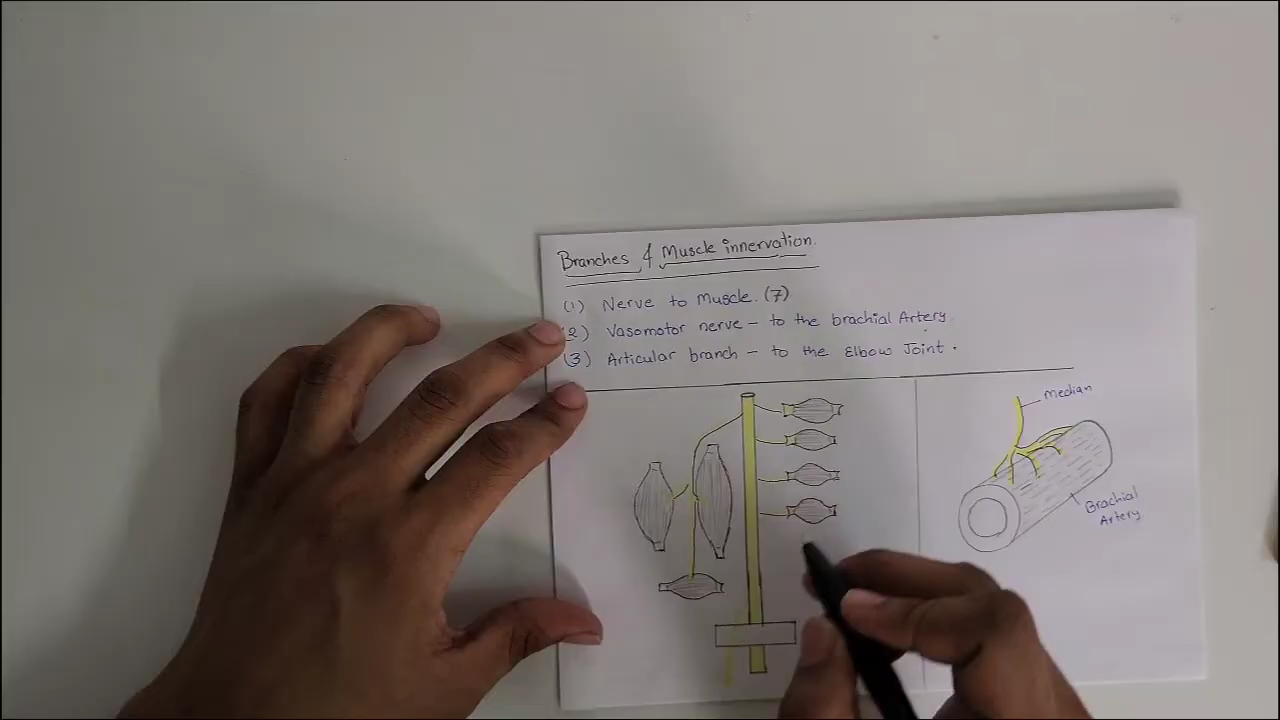 Branches & Muscle innervation.
(1) Nerve to Muscle. (7)
(2) Vasomotor nerve - to the brachial Artery.
(3) Articular branch - to the Elbow Joint.
Median
Brachial
Artery